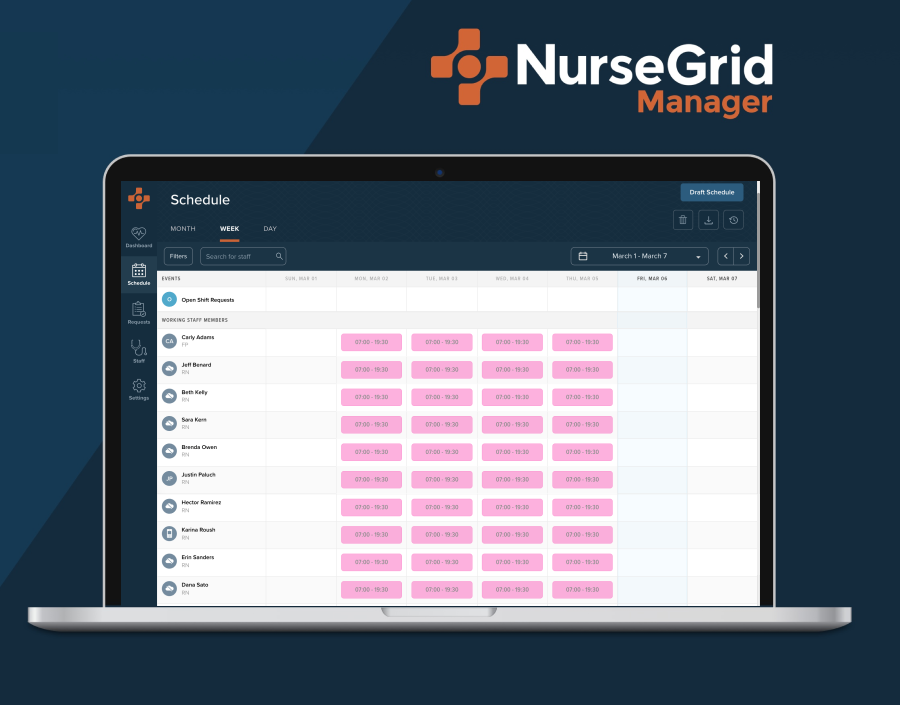 NurseGrid
Manager
Schedule
Draft Schedule
MONTH WEEK DAY
Dashboard
Filters Search for staff March 1 - March 7
Schedule
EVENTS SUN, MAR 01 MON, MAR 02 TUE, MAR 03 WED, MAR 04 THU, MAR 05 FRI, MAR 06 SAT, MAR 07
Open Shift Requests
Requests
WORKING STAFF MEMBERS
CA Carly Adams
FP
07:00 - 19:30 07:00 - 19:30 07:00 - 19:30 07:00 - 19:30
Staff
Jeff Benard
RN
07:00 - 19:30 07:00 - 19:30 07:00 - 19:30 07:00 - 19:30
Settings
Beth Kelly
RN
07:00 - 19:30 07:00 - 19:30 07:00 - 19:30 07:00 - 19:30
Sara Kern
RN
07:00 - 19:30 07:00 - 19:30 07:00 - 19:30 07:00 - 19:30
Brenda Owen
RN
07:00 - 19:30 07:00 - 19:30 07:00 - 19:30 07:00 - 19:30
JP Justin Paluch
RN
07:00 - 19:30 07:00 - 19:30 07:00 - 19:30 07:00 - 19:30
Hector Ramirez
RN
07:00 - 19:30 07:00 - 19:30 07:00 - 19:30 07:00 - 19:30
Karina Roush
RN
07:00 - 19:30 07:00 - 19:30 07:00 - 19:30 07:00 - 19:30
Erin Sanders
RN
07:00 - 19:30 07:00 - 19:30 07:00 - 19:30 07:00 - 19:30
Dana Sato
RN
07:00 - 19:30 07:00 - 19:30 07:00 - 19:30 07:00 - 19:30